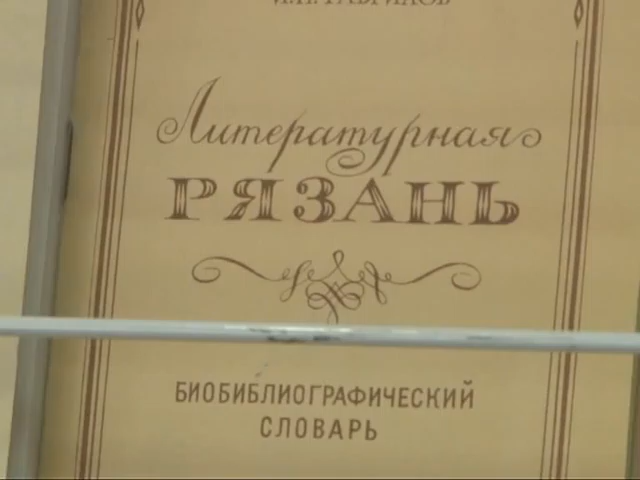 Литературная
РЯЗАНЬ
БИОБИБЛИОГРАФИЧЕСКИЙ
СЛОВАРЬ